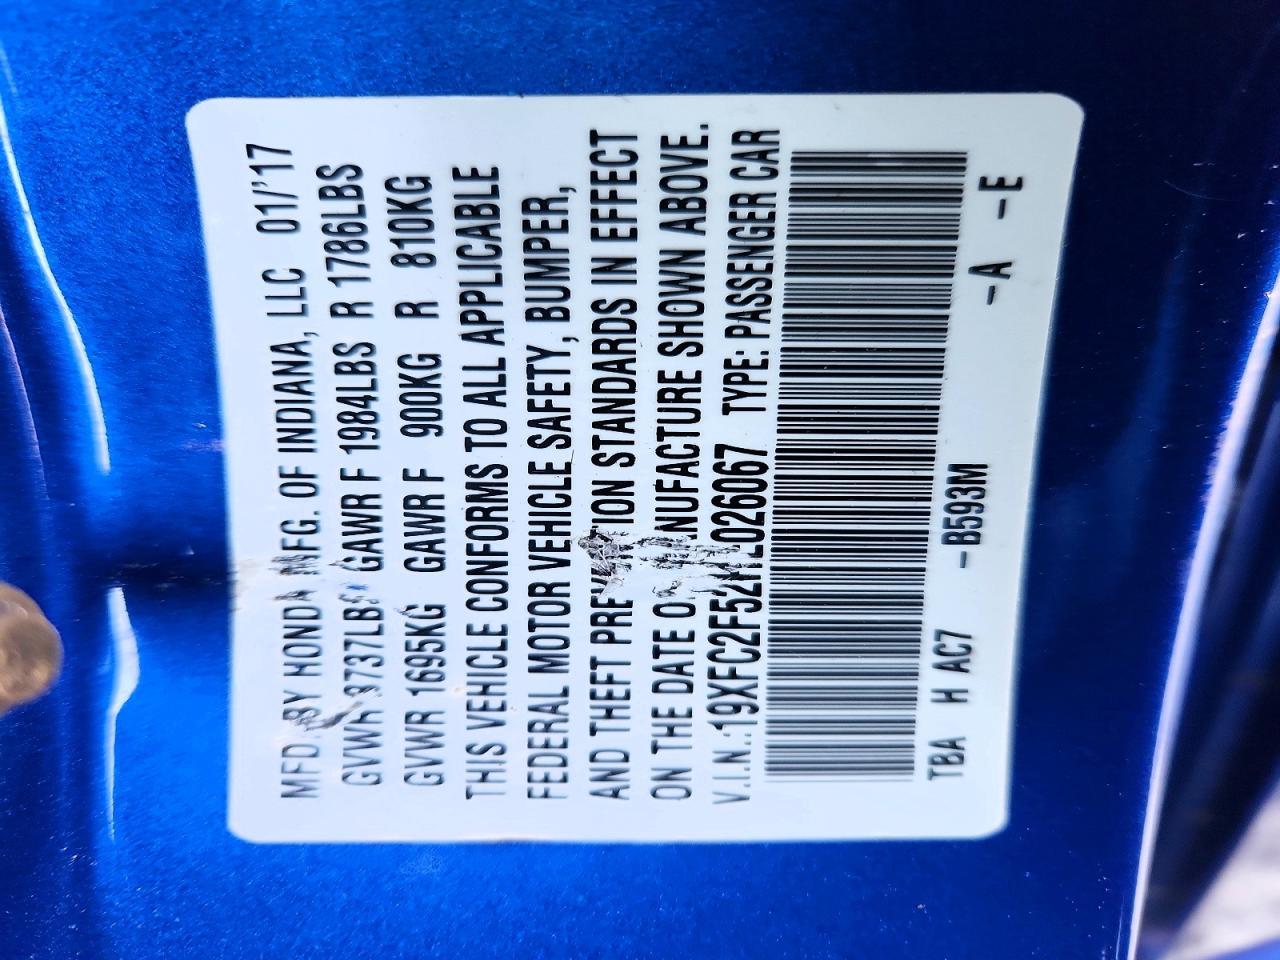 MFD. BY HONDA MFG. OF INDIANA, LLC 01/'17
GVWR 3737LBS GAWR F 1984LBS R 1786LBS
GVWR 1695KG GAWR F 900KG R 810KG
THIS VEHICLE CONFORMS TO ALL APPLICABLE
FEDERAL MOTOR VEHICLE SAFETY, BUMPER,
AND THEFT PREVENTION STANDARDS IN EFFECT
ON THE DATE OF MANUFACTURE SHOWN ABOVE.
V.I.N.:19XFC2F52HE026067 TYPE: PASSENGER CAR
TBA H AC7 -B593M -A -E